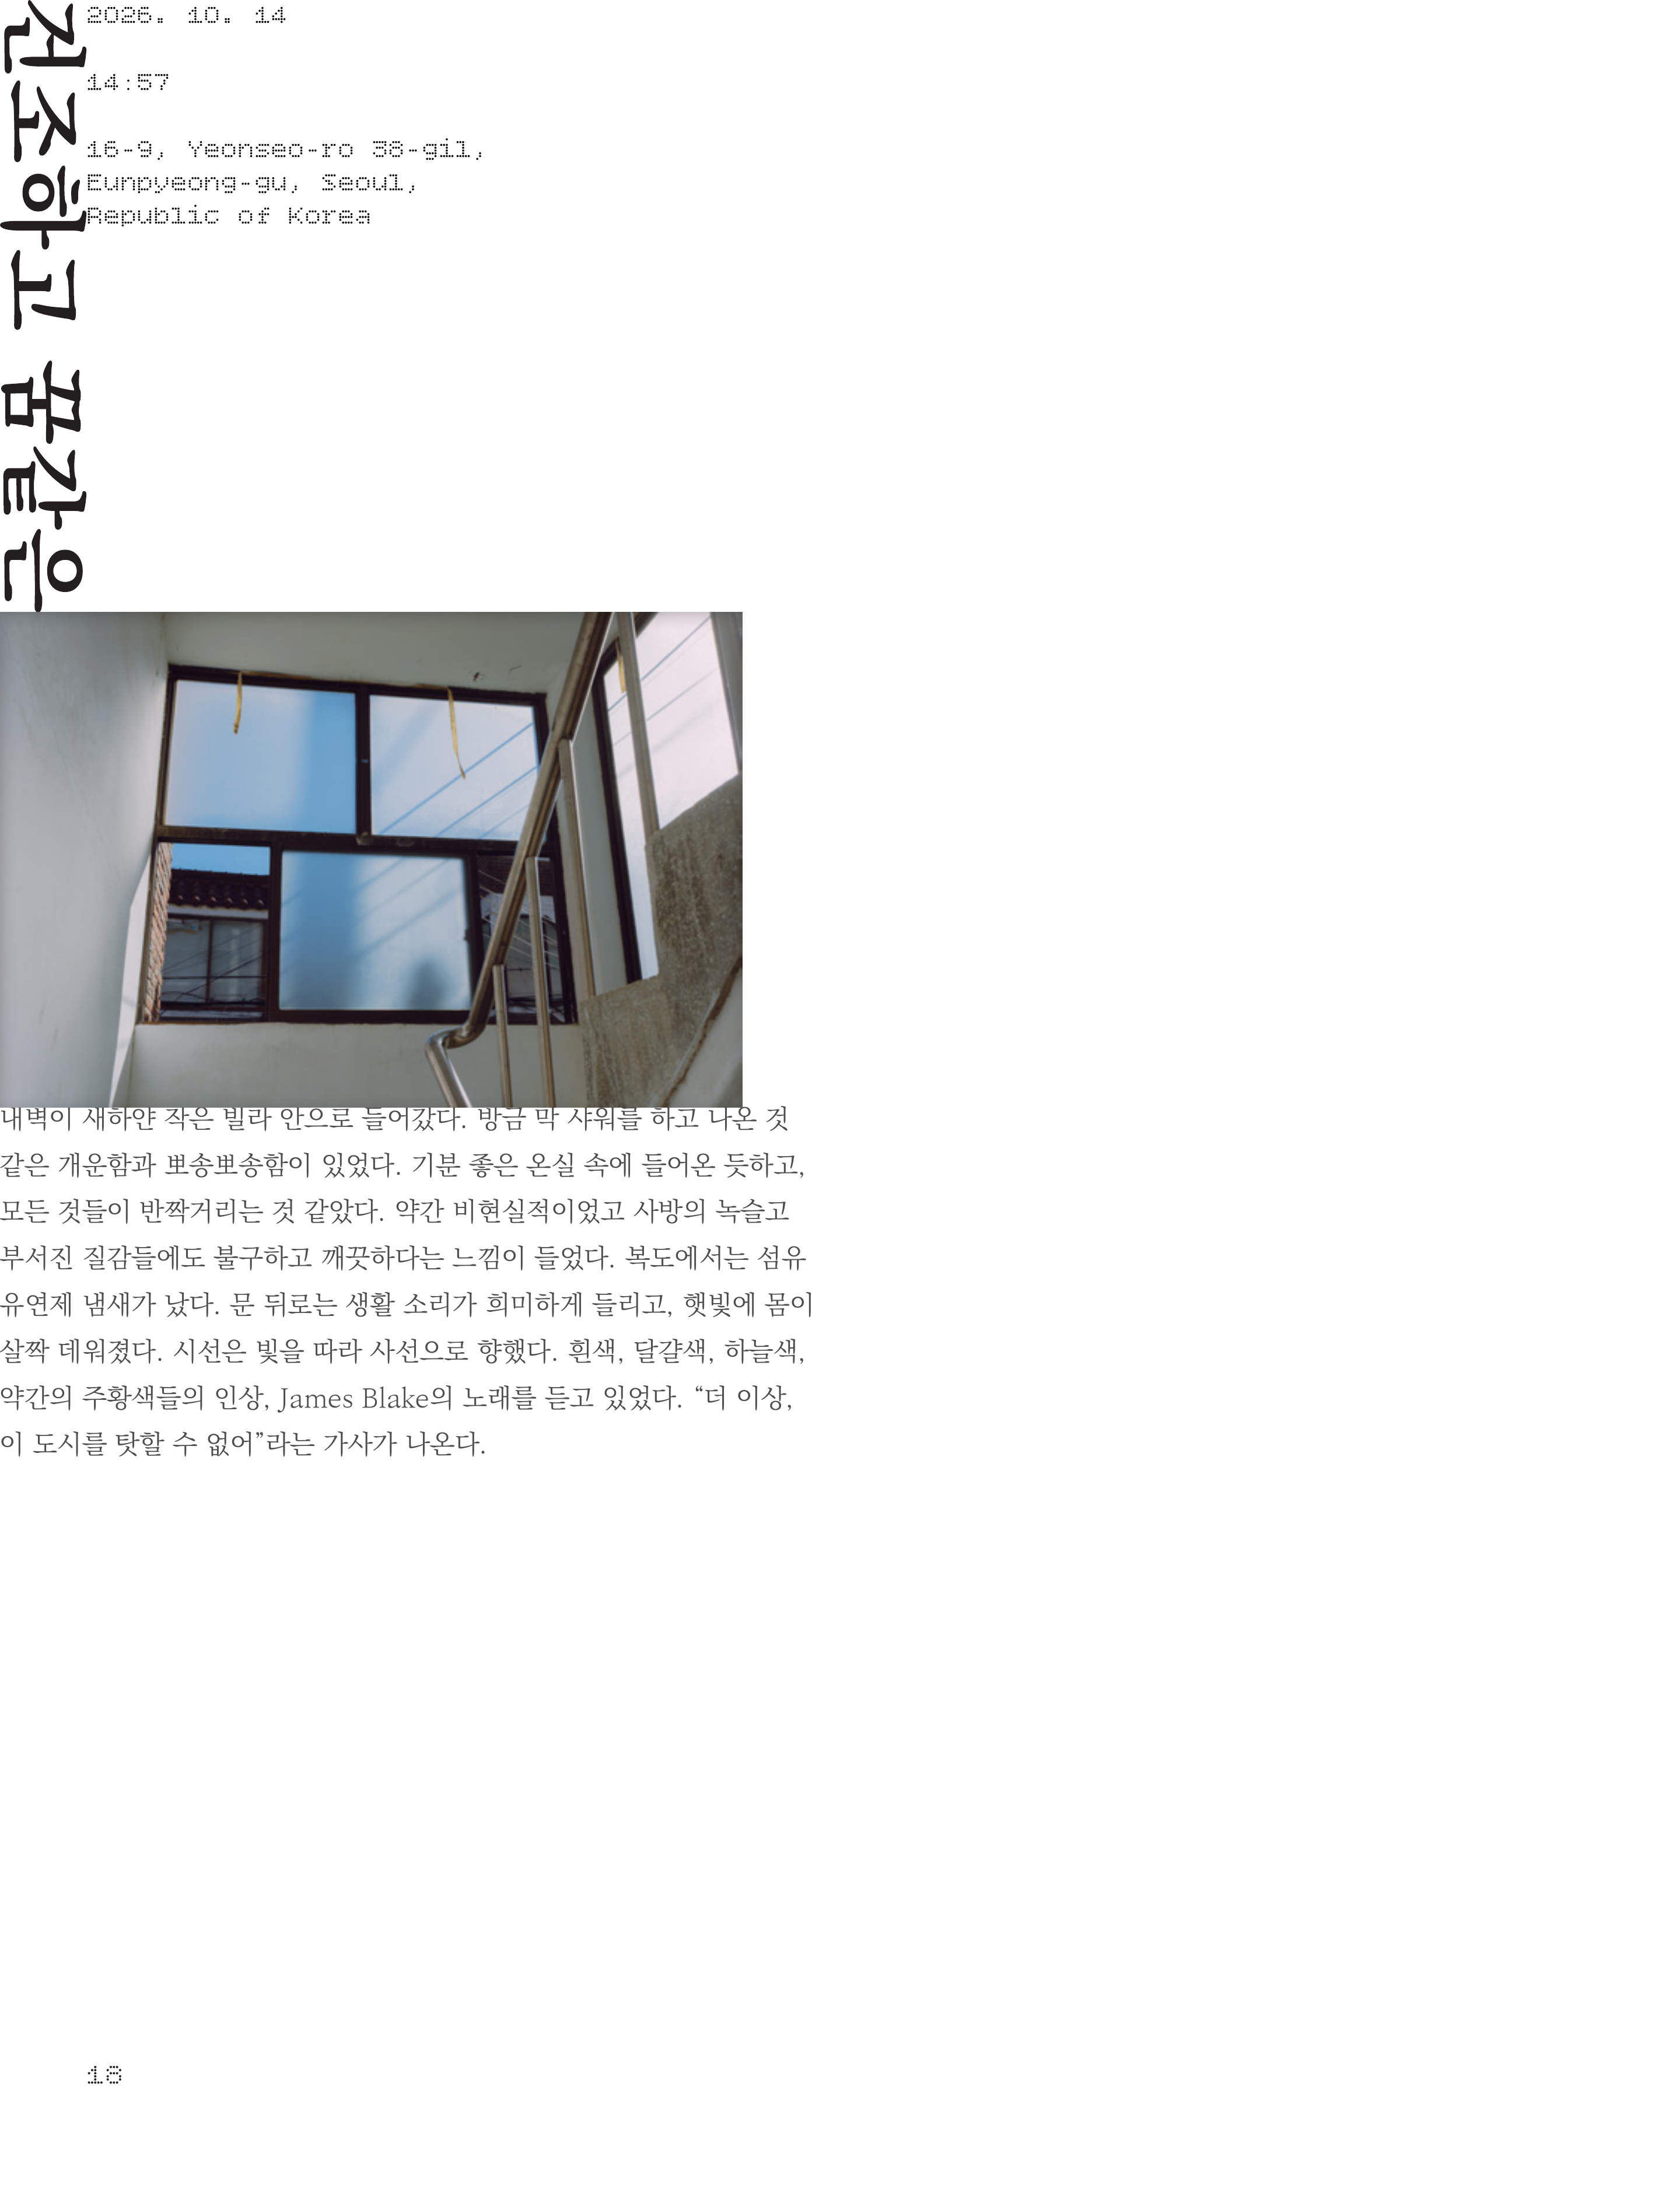 건조하고 꿈같은
2026. 10. 14
14:57
16-9, Yeonseo-ro 38-gil,
Eunpyeong-gu, Seoul,
Republic of Korea
내벽이 새하얀 작은 빌라 안으로 들어갔다. 방금 막 샤워를 하고 나온 것
같은 개운함과 뽀송뽀송함이 있었다. 기분 좋은 온실 속에 들어온 듯하고,
모든 것들이 반짝거리는 것 같았다. 약간 비현실적이었고 사방의 녹슬고
부서진 질감들에도 불구하고 깨끗하다는 느낌이 들었다. 복도에서는 섬유
유연제 냄새가 났다. 문 뒤로는 생활 소리가 희미하게 들리고, 햇빛에 몸이
살짝 데워졌다. 시선은 빛을 따라 사선으로 향했다. 흰색, 달걀색, 하늘색,
약간의 주황색들의 인상, James Blake의 노래를 듣고 있었다. “더 이상,
이 도시를 탓할 수 없어”라는 가사가 나온다.
18